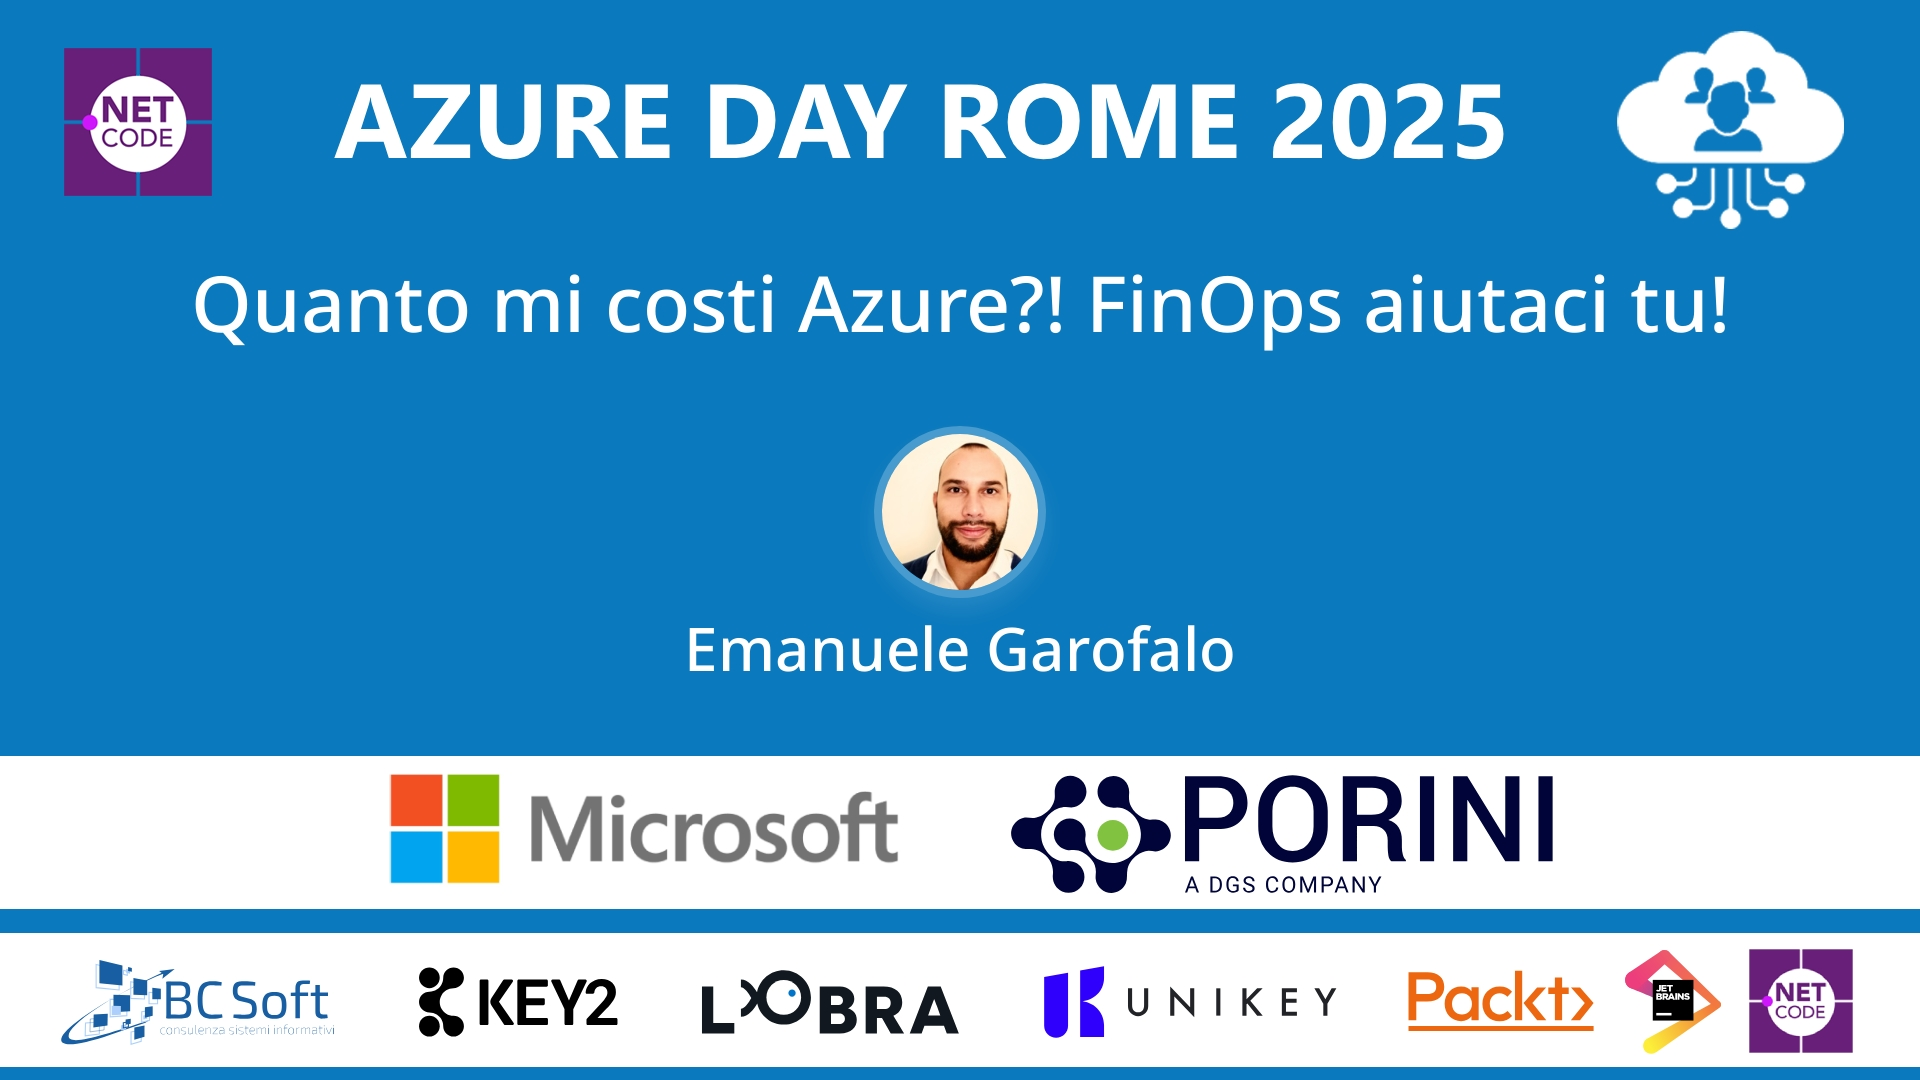 NET
CODE
AZURE DAY ROME 2025
Quanto mi costi Azure?! FinOps aiutaci tu!
Emanuele Garofalo
Microsoft
PORINI
A DGS COMPANY
BC Soft
consulenza sistemi informativi
KEY2
LOBRA
UNIKEY
Packt
JET
BRAINS
NET
CODE